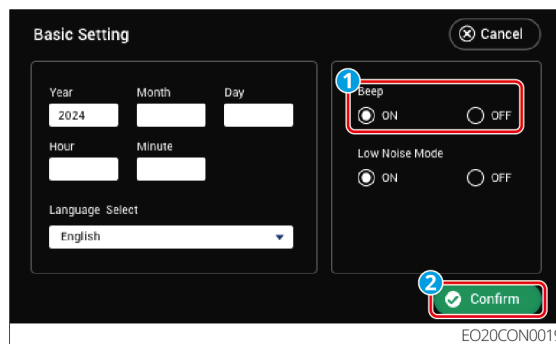 Basic Setting
Cancel
Year Month Day
2024
Hour Minute
Language Select
English
1
Beep
ON OFF
Low Noise Mode
ON OFF
2
Confirm
EO20CON0019